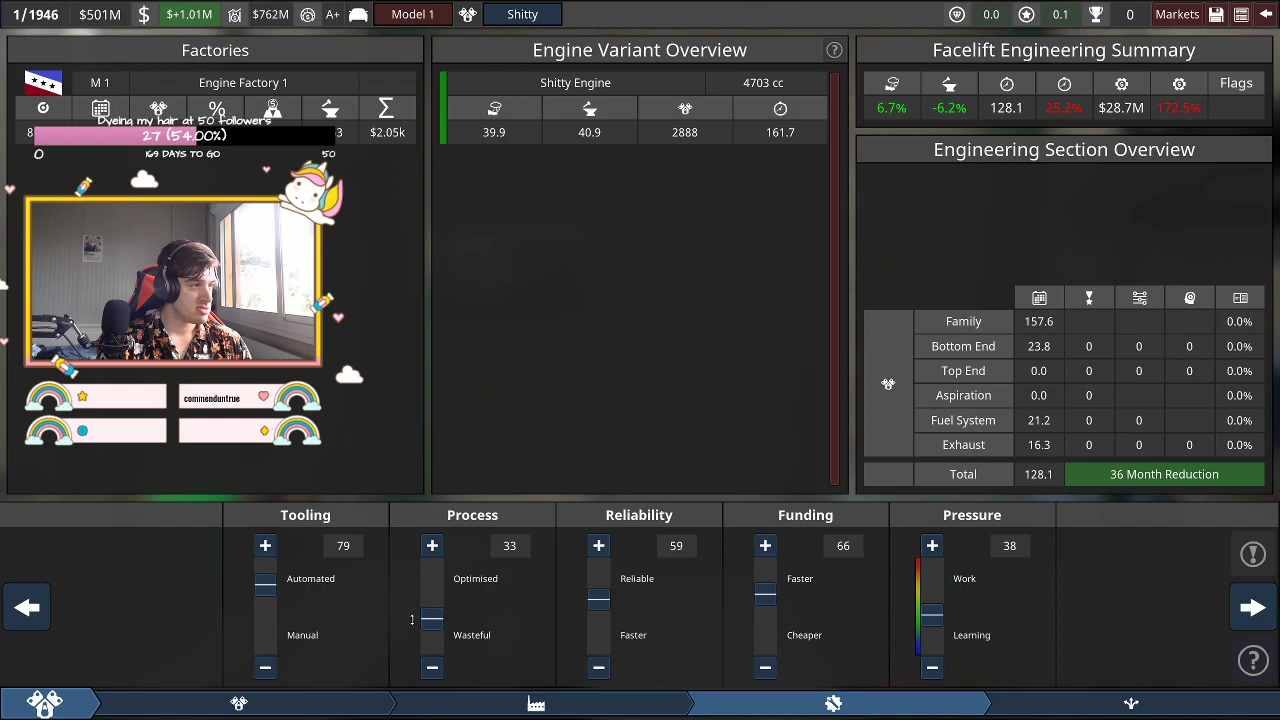 1/1946 $501M $ $+1.01M $762M A+ Model 1 Shitty 0.0 0.1 0 Markets
Factories
M 1 Engine Factory 1
%
Σ
8 3 $2.05k
Dyeing my hair at 50 followers
27 (54.00%)
0 169 DAYS TO GO 50
commenduntrue
Engine Variant Overview ?
Shitty Engine 4703 cc
39.9 40.9 2888 161.7
Facelift Engineering Summary
Flags
6.7% -6.2% 128.1 25.2% $28.7M 172.5%
Engineering Section Overview
Family 157.6 0.0%
Bottom End 23.8 0 0 0 0.0%
Top End 0.0 0 0 0 0.0%
Aspiration 0.0 0 0.0%
Fuel System 21.2 0 0 0.0%
Exhaust 16.3 0 0 0 0.0%
Total 128.1 36 Month Reduction
Tooling
79
Automated
Manual
Process
33
Optimised
Wasteful
Reliability
59
Reliable
Faster
Funding
66
Faster
Cheaper
Pressure
38
Work
Learning
?